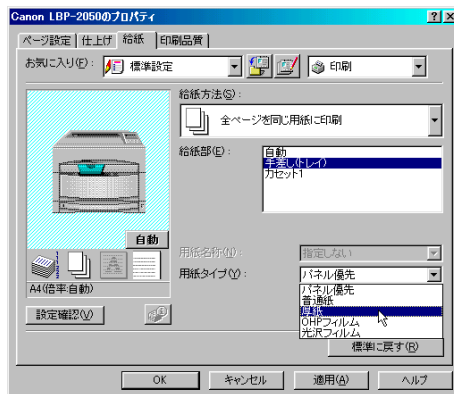 Canon LBP-2050のプロパティ
ページ設定 仕上げ 給紙 印刷品質
お気に入り(F): 標準設定 印刷
給紙方法(S):
全ページを同じ用紙に印刷
給紙部(E):
自動
手差し(トレイ)
カセット1
自動
用紙名称(N): 指定しない
用紙タイプ(Y): パネル優先
A4(倍率:自動)
パネル優先
普通紙
厚紙
OHPフィルム
光沢フィルム
設定確認(V)
標準に戻す(R)
OK キャンセル 適用(A) ヘルプ